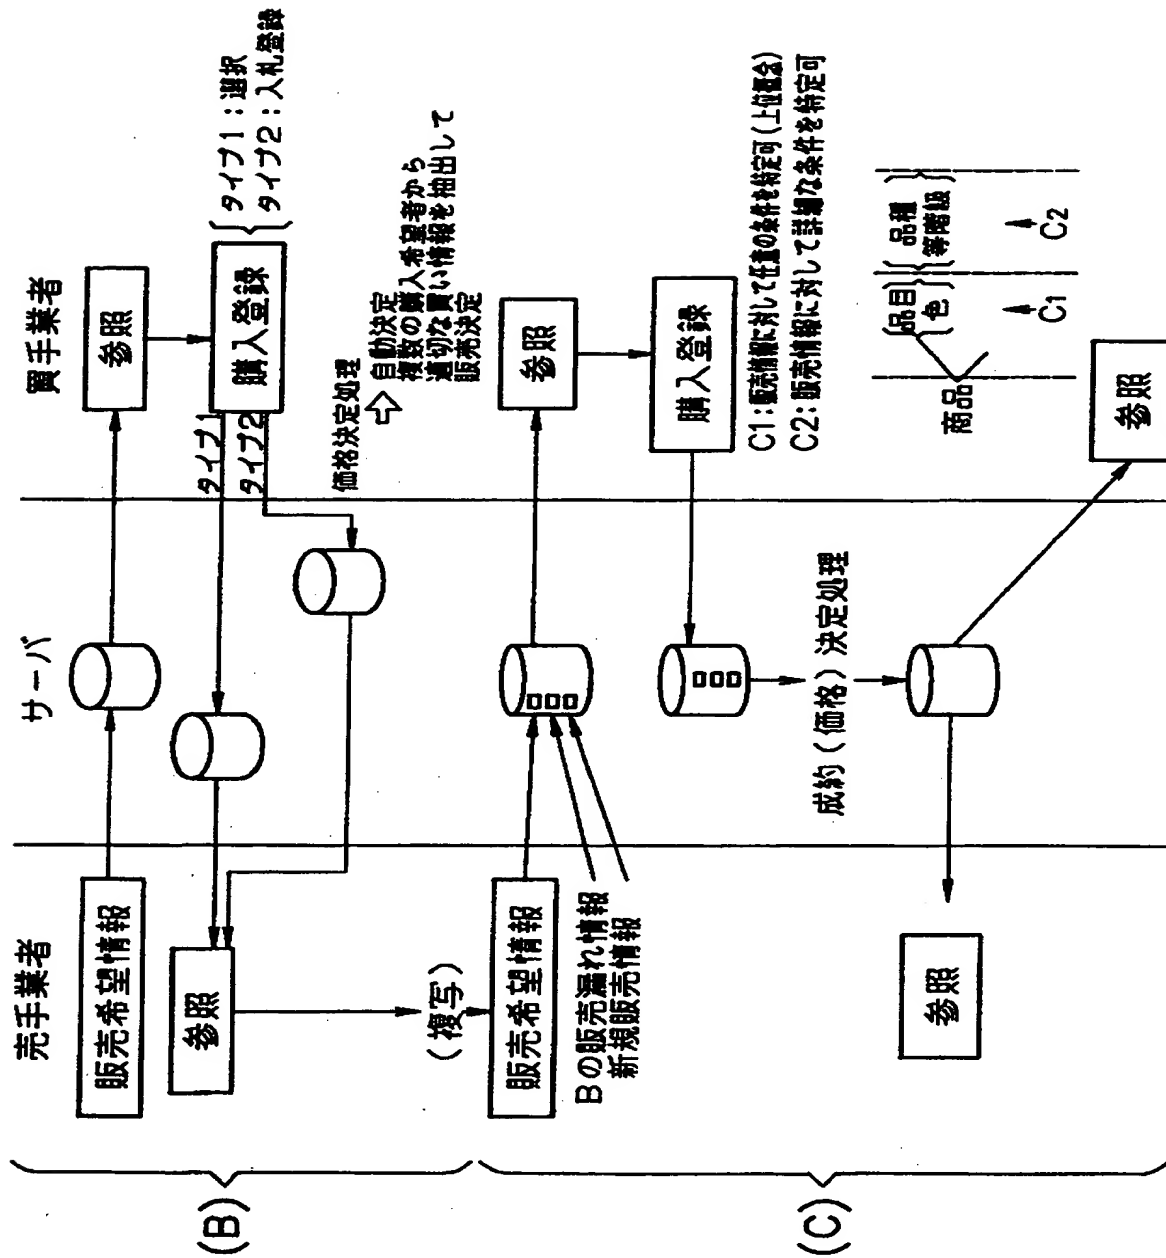 売手業者
サーバ
買手業者
(B)
販売希望情報
参照
参照
購入登録
タイプ1:選択
タイプ2:入札登録
タイプ1
タイプ2
価格決定処理
自動決定
複数の購入希望者から
適切な買い情報を抽出して
販売決定
(複写)
(C)
販売希望情報
Bの販売漏れ情報
新規販売情報
参照
購入登録
C1:販売情報に対して任意の条件を特定可(上位概念)
C2:販売情報に対して詳細な条件を特定可
成約(価格)決定処理
商品
品目
色
品種
等階級
C1
C2
参照
参照